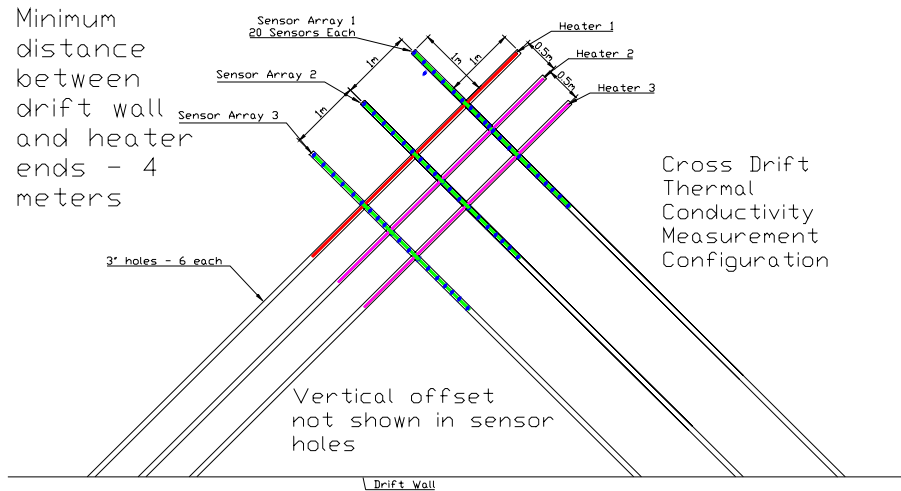 Minimum
distance
between
drift wall
and heater
ends - 4
meters
Sensor Array 1
20 Sensors Each
Sensor Array 2
Sensor Array 3
1m
1m
1m
1m
0.5m
0.5m
Heater 1
Heater 2
Heater 3
Cross Drift
Thermal
Conductivity
Measurement
Configuration
3" holes - 6 each
Vertical offset
not shown in sensor
holes
Drift Wall